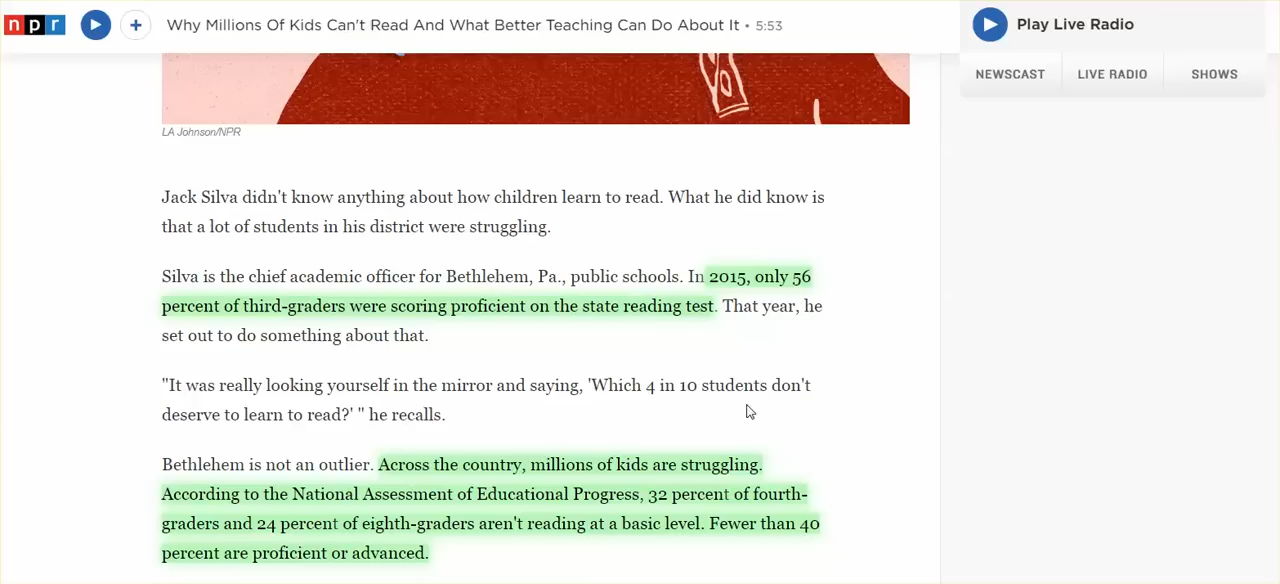 npr
Why Millions Of Kids Can't Read And What Better Teaching Can Do About It • 5:53
Play Live Radio
NEWSCAST LIVE RADIO SHOWS
LA Johnson/NPR
Jack Silva didn't know anything about how children learn to read. What he did know is
that a lot of students in his district were struggling.
Silva is the chief academic officer for Bethlehem, Pa., public schools. In 2015, only 56
percent of third-graders were scoring proficient on the state reading test. That year, he
set out to do something about that.
"It was really looking yourself in the mirror and saying, 'Which 4 in 10 students don't
deserve to learn to read?' " he recalls.
Bethlehem is not an outlier. Across the country, millions of kids are struggling.
According to the National Assessment of Educational Progress, 32 percent of fourth-
graders and 24 percent of eighth-graders aren't reading at a basic level. Fewer than 40
percent are proficient or advanced.